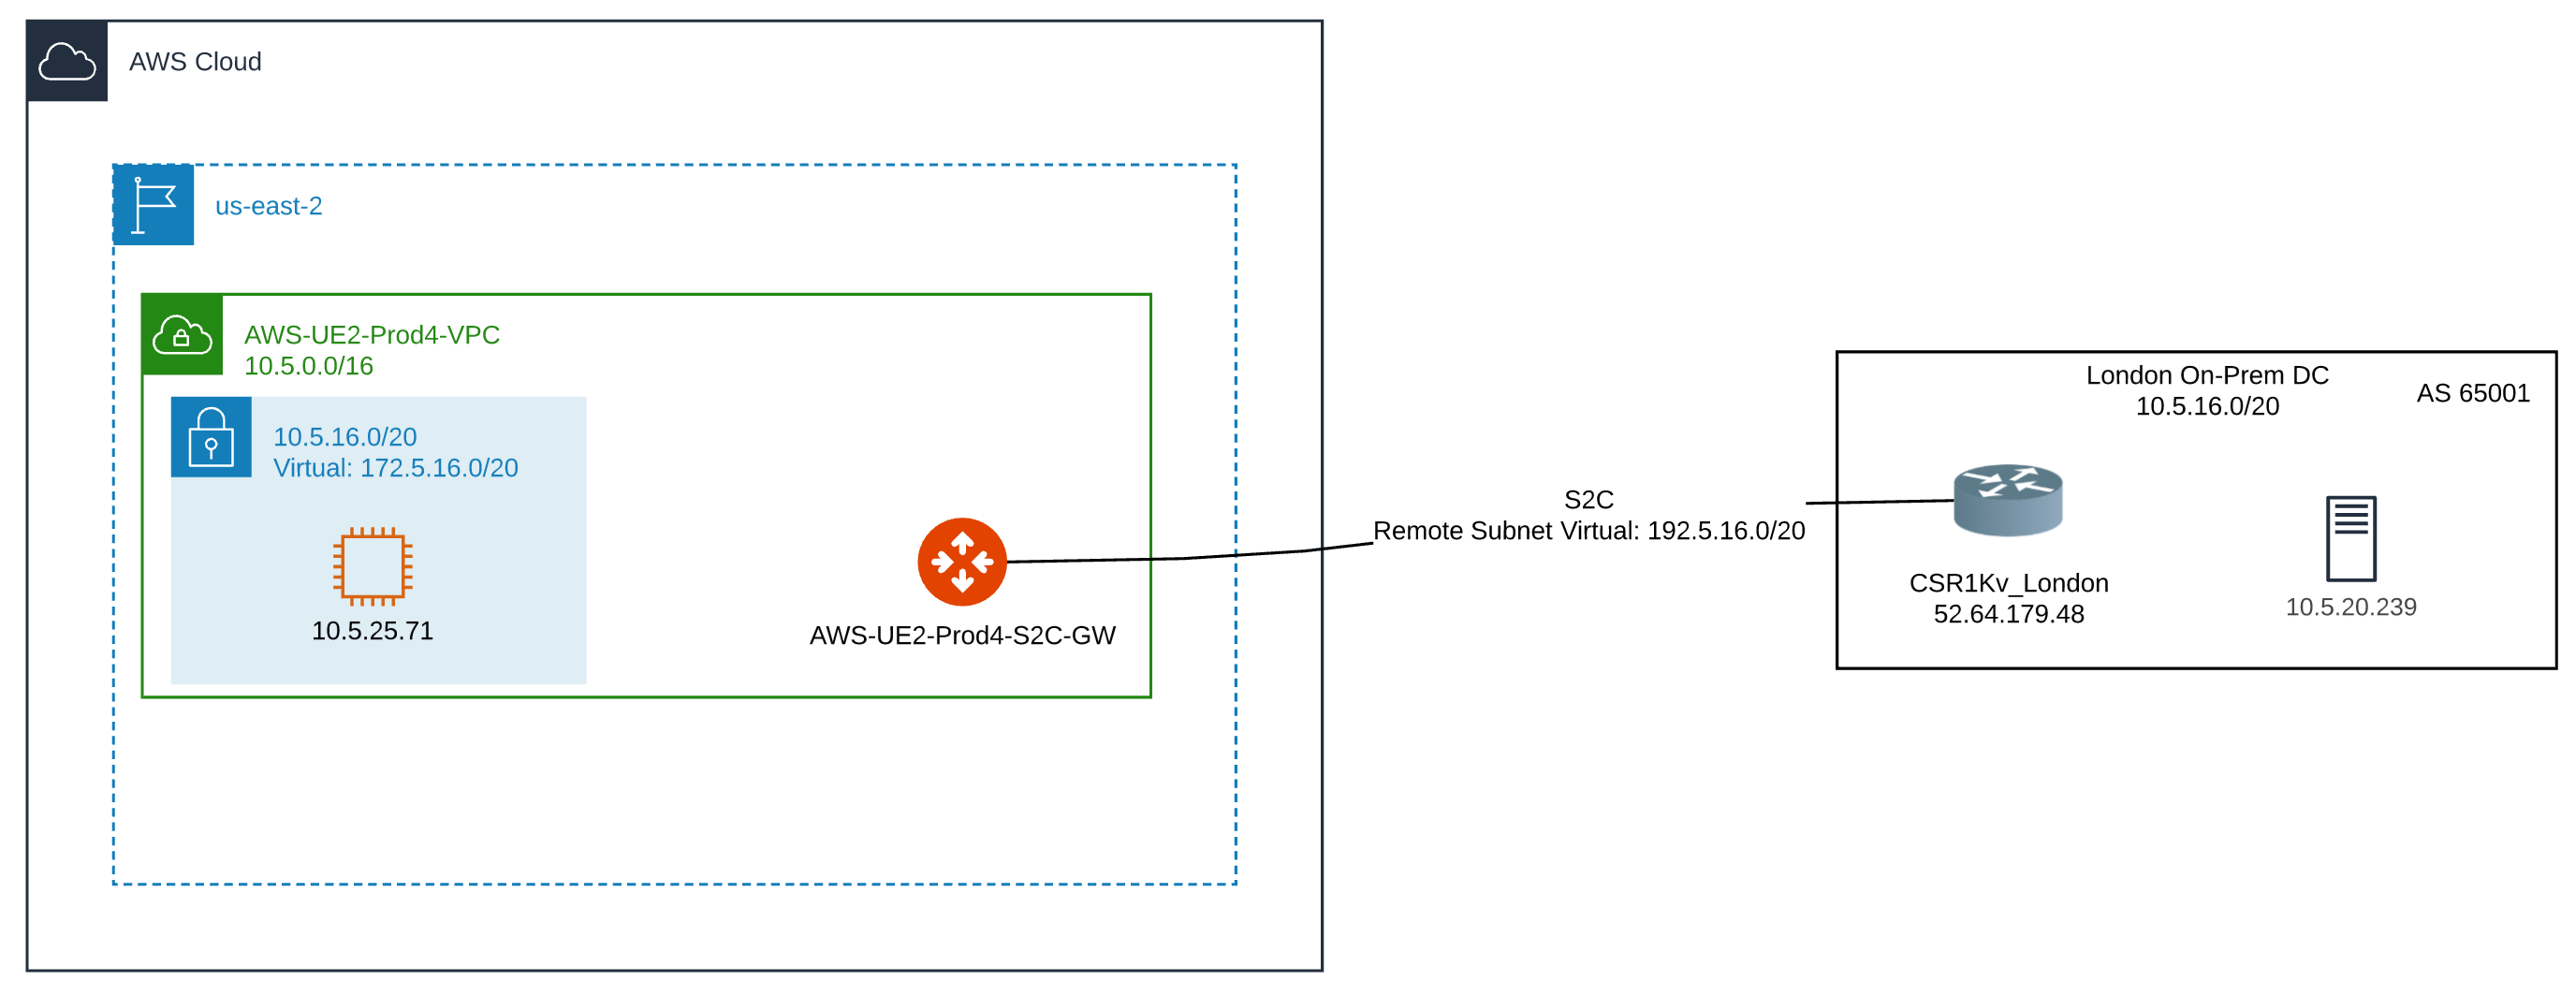 AWS Cloud
us-east-2
AWS-UE2-Prod4-VPC
10.5.0.0/16
10.5.16.0/20
Virtual: 172.5.16.0/20
10.5.25.71
AWS-UE2-Prod4-S2C-GW
S2C
Remote Subnet Virtual: 192.5.16.0/20
London On-Prem DC
10.5.16.0/20
AS 65001
CSR1Kv_London
52.64.179.48
10.5.20.239